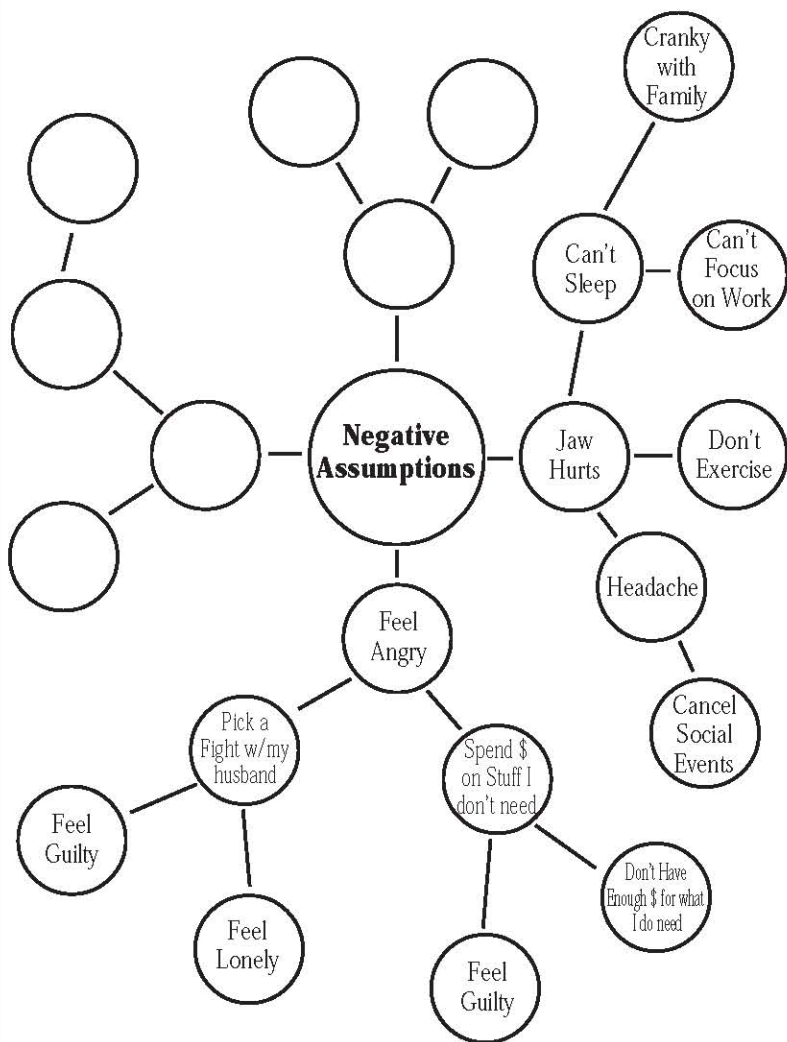 Cranky
with
Family
Can't
Sleep
Can't
Focus
on Work
Negative
Assumptions
Jaw
Hurts
Don't
Exercise
Headache
Feel
Angry
Cancel
Social
Events
Pick a
Fight w/my
husband
Spend $
on Stuff I
don't need
Feel
Guilty
Don't Have
Enough $ for what
I do need
Feel
Lonely
Feel
Guilty